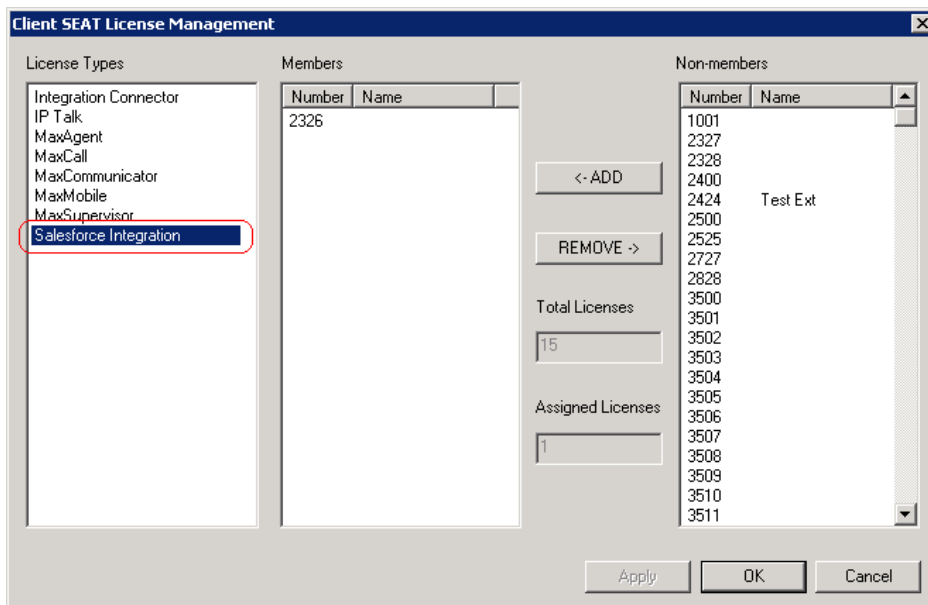 Client SEAT License Management
License Types
Integration Connector
IP Talk
MaxAgent
MaxCall
MaxCommunicator
MaxMobile
MaxSupervisor
Salesforce Integration
Members
Number Name
2326
<- ADD
REMOVE ->
Total Licenses
15
Assigned Licenses
1
Non-members
Number Name
1001
2327
2328
2400
2424 Test Ext
2500
2525
2727
2828
3500
3501
3502
3503
3504
3505
3506
3507
3508
3509
3510
3511
Apply
OK
Cancel